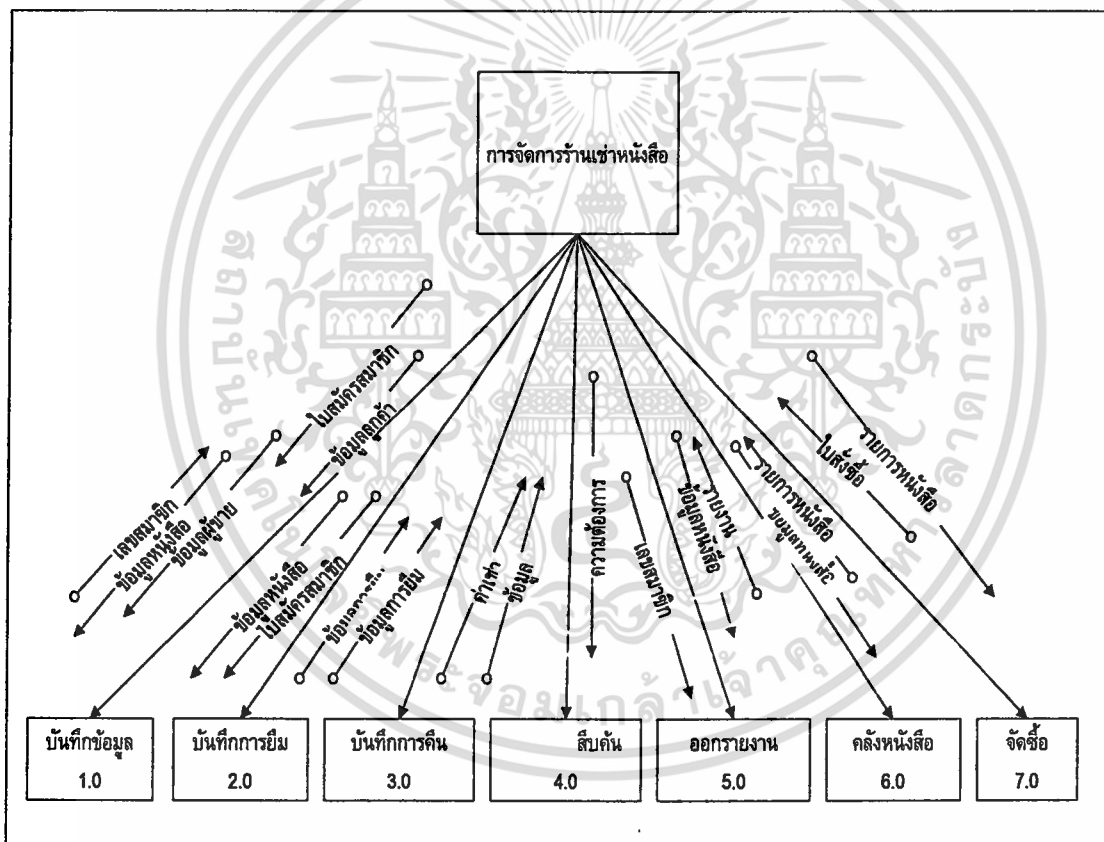 การจัดการร้านเช่าหนังสือ
ใบสมัครสมาชิก
ข้อมูลลูกค้า
เลขสมาชิก
ข้อมูลหนังสือ
ข้อมูลผู้ขาย
ข้อมูลหนังสือ
ใบสมัครสมาชิก
ข้อมูลการยืม
ค่าเช่า
ข้อมูล
ความต้องการ
เลขสมาชิก
รายงาน
ข้อมูลหนังสือ
รายการหนังสือ
รายการหนังสือ
ใบสั่งซื้อ
บันทึกข้อมูล
1.0
บันทึกการยืม
2.0
บันทึกการคืน
3.0
สืบค้น
4.0
ออกรายงาน
5.0
คลังหนังสือ
6.0
จัดซื้อ
7.0